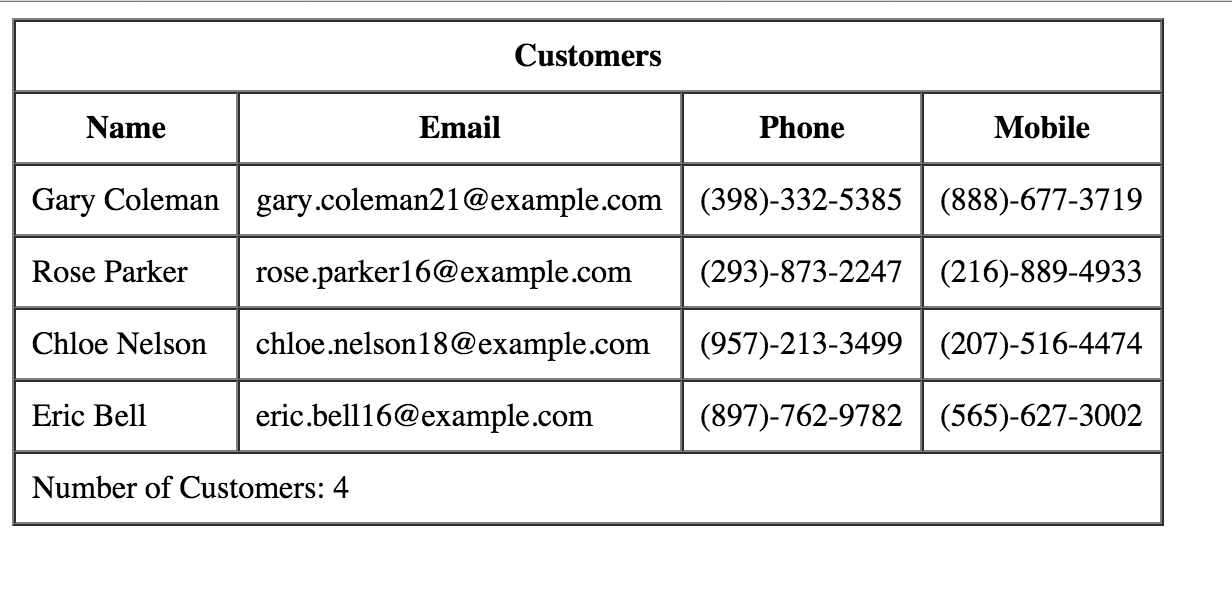 Customers
Name Email Phone Mobile
Gary Coleman gary.coleman21@example.com (398)-332-5385 (888)-677-3719
Rose Parker rose.parker16@example.com (293)-873-2247 (216)-889-4933
Chloe Nelson chloe.nelson18@example.com (957)-213-3499 (207)-516-4474
Eric Bell eric.bell16@example.com (897)-762-9782 (565)-627-3002
Number of Customers: 4